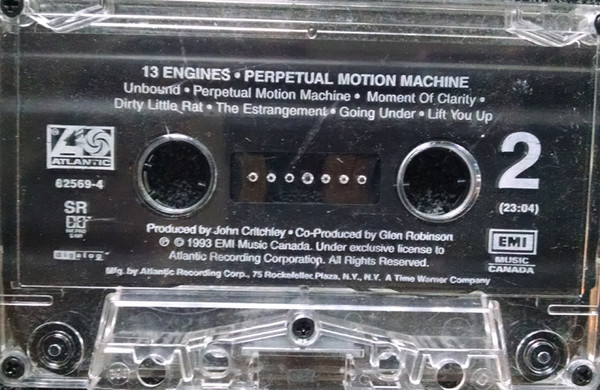 13 ENGINES • PERPETUAL MOTION MACHINE
Unbound • Perpetual Motion Machine • Moment Of Clarity •
Dirty Little Rat • The Estrangement • Going Under • Lift You Up
ATLANTIC
2
82569-4
(23:04)
SR
digalog
Produced by John Critchley • Co-Produced by Glen Robinson
℗ © 1993 EMI Music Canada. Under exclusive license to
Atlantic Recording Corporation. All Rights Reserved.
Mfg. by Atlantic Recording Corp., 75 Rockefeller Plaza, N.Y., N.Y. A Time Warner Company
EMI
MUSIC
CANADA